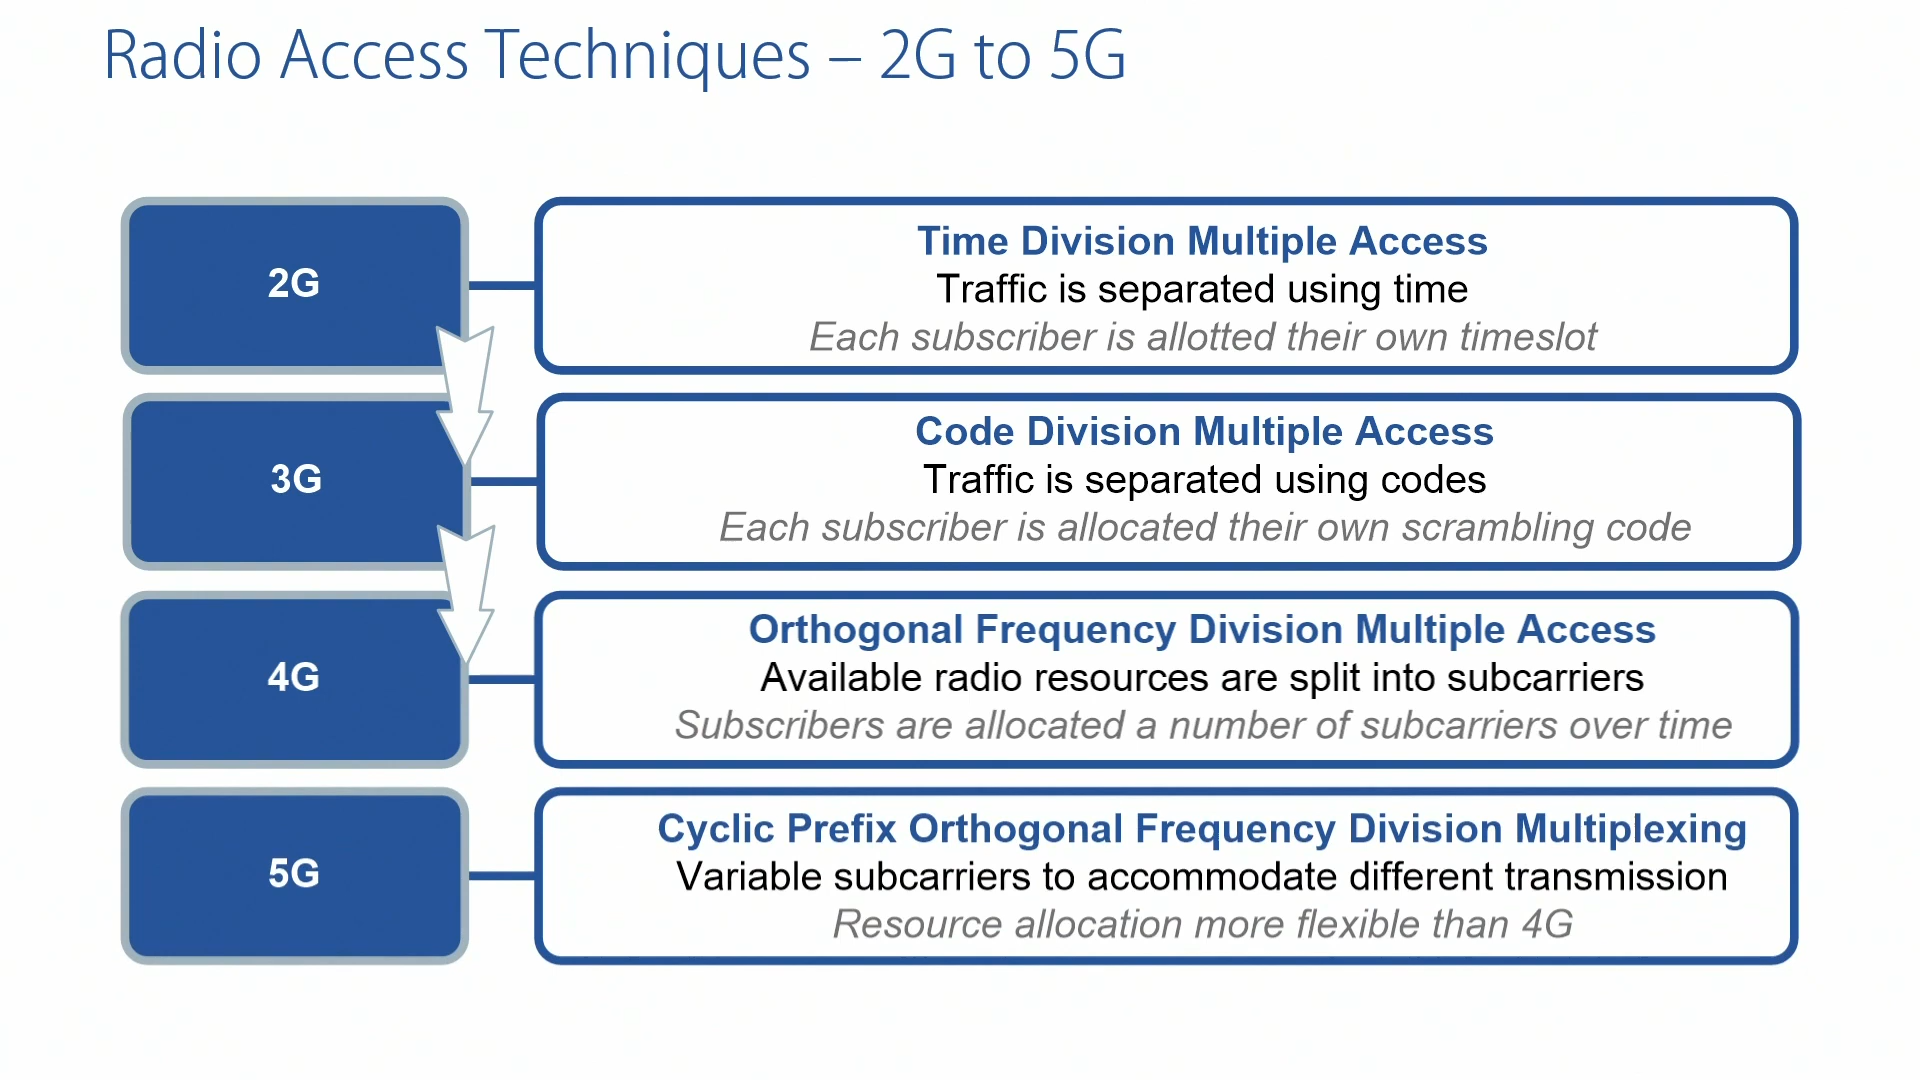 Radio Access Techniques – 2G to 5G
2G
Time Division Multiple Access
Traffic is separated using time
Each subscriber is allotted their own timeslot
3G
Code Division Multiple Access
Traffic is separated using codes
Each subscriber is allocated their own scrambling code
4G
Orthogonal Frequency Division Multiple Access
Available radio resources are split into subcarriers
Subscribers are allocated a number of subcarriers over time
5G
Cyclic Prefix Orthogonal Frequency Division Multiplexing
Variable subcarriers to accommodate different transmission
Resource allocation more flexible than 4G